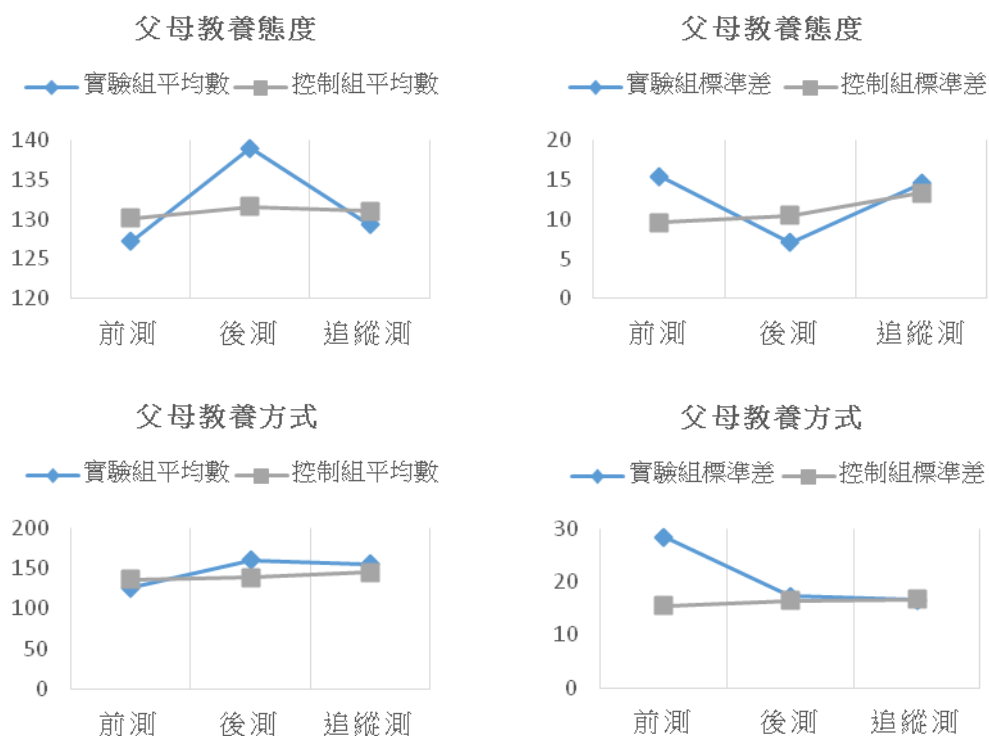 父母教養態度
實驗組平均數 控制組平均數
140
135
130
125
120
前測 後測 追縱測
父母教養態度
實驗組標準差 控制組標準差
20
15
10
5
0
前測 後測 追縱測
父母教養方式
實驗組平均數 控制組平均數
200
150
100
50
0
前測 後測 追縱測
父母教養方式
實驗組標準差 控制組標準差
30
20
10
0
前測 後測 追縱測